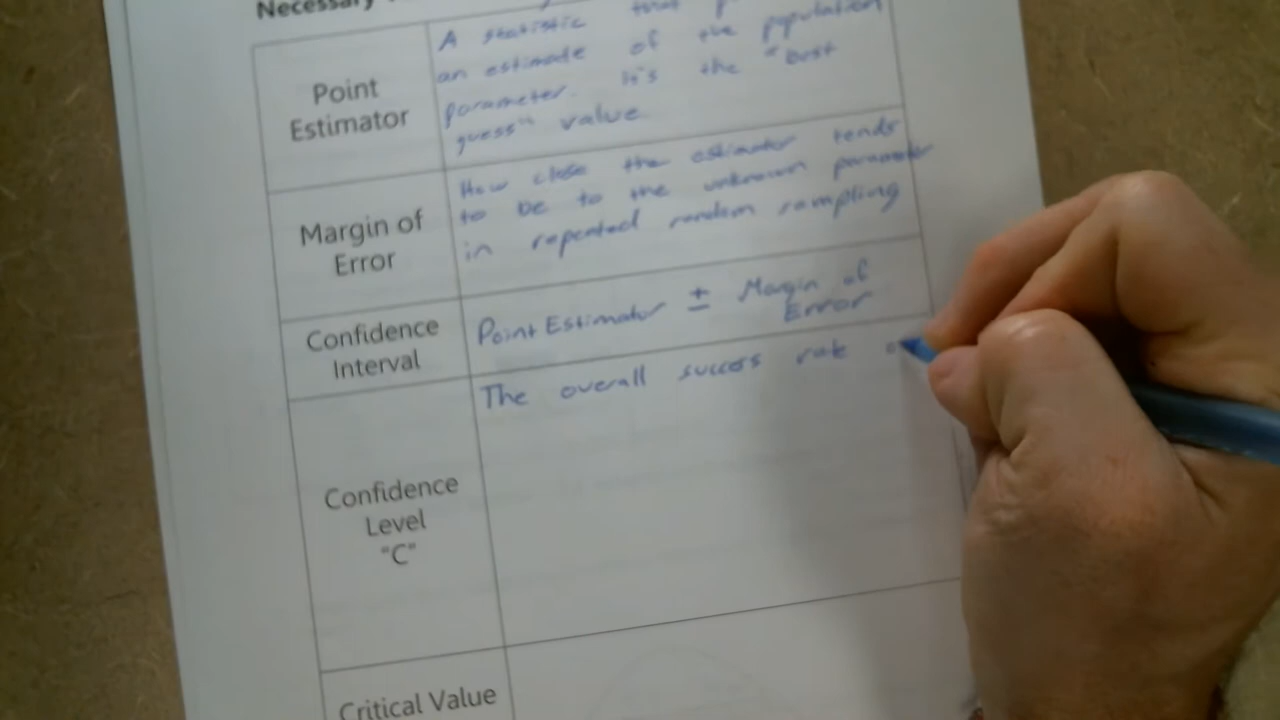 Necessary
Point
Estimator
A statistic that
an estimate of the population
parameter. It's the "best
guess" value
Margin of
Error
How close the estimator tends
to be to the unknown parameter
in repeated random sampling
Confidence
Interval
Point Estimator ± Margin of
Error
Confidence
Level
"C"
The overall success rate
Critical Value